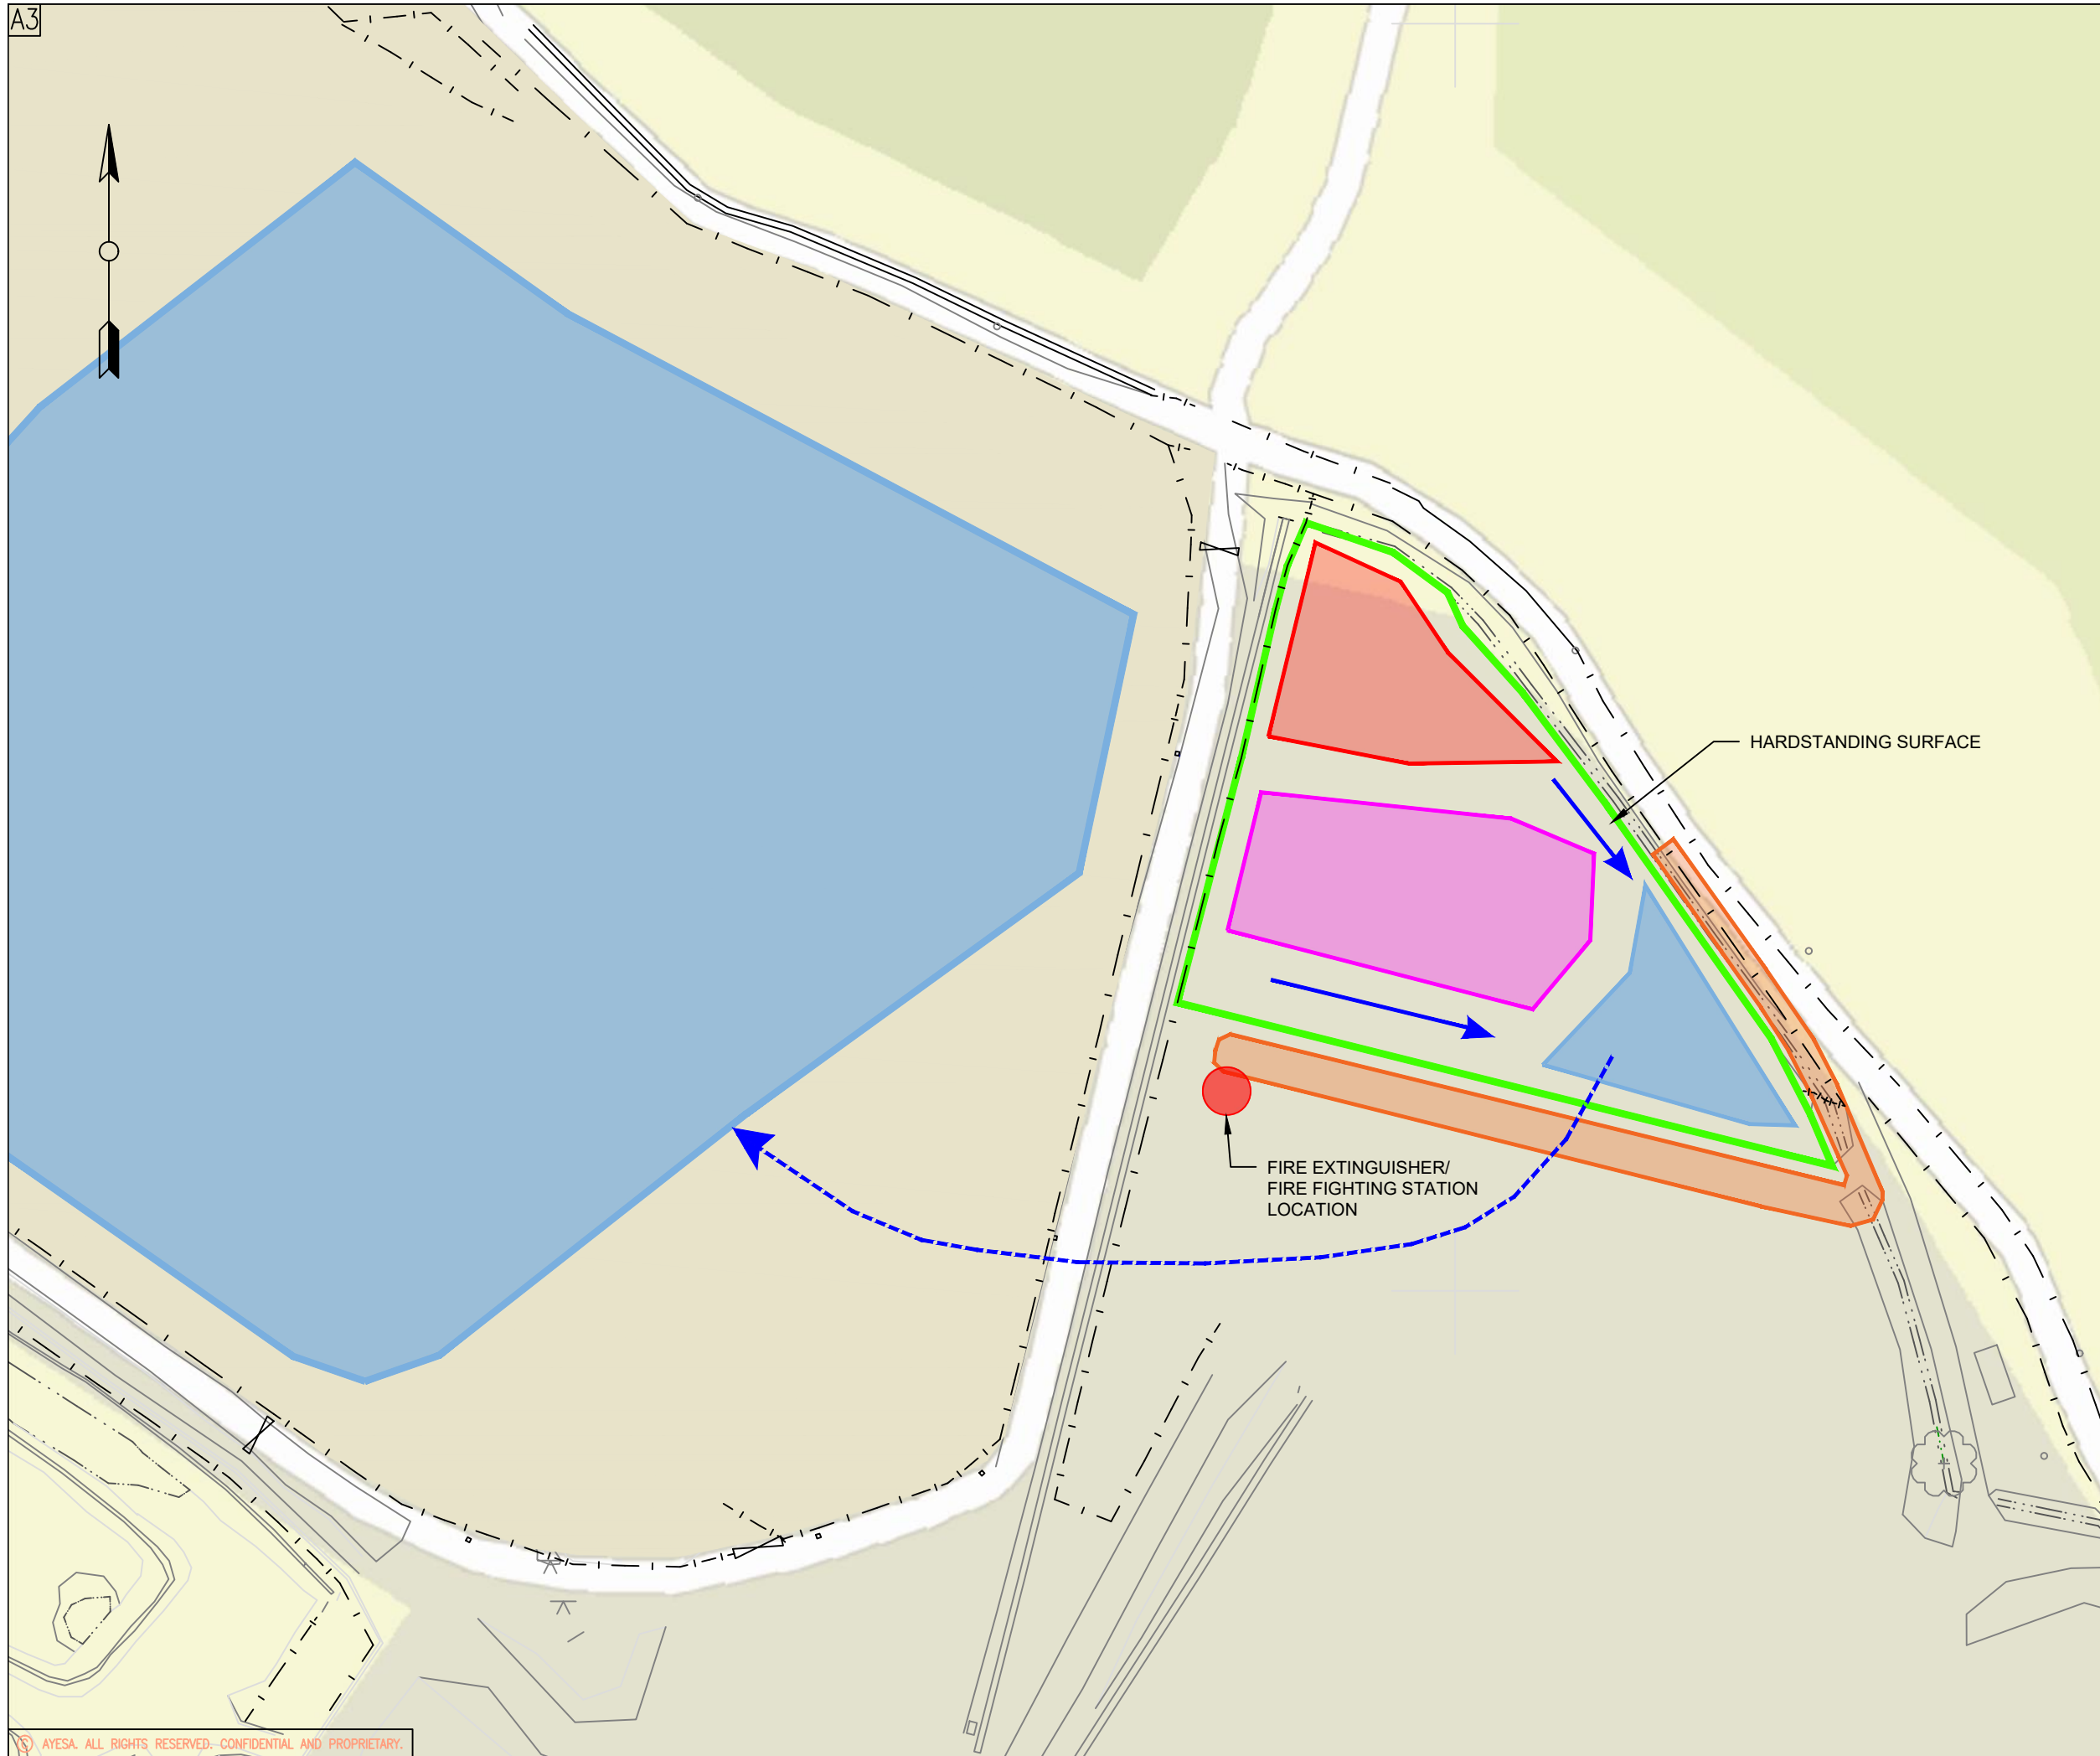 A3
HARDSTANDING SURFACE
FIRE EXTINGUISHER/
FIRE FIGHTING STATION
LOCATION
© AYESA. ALL RIGHTS RESERVED. CONFIDENTIAL AND PROPRIETARY.